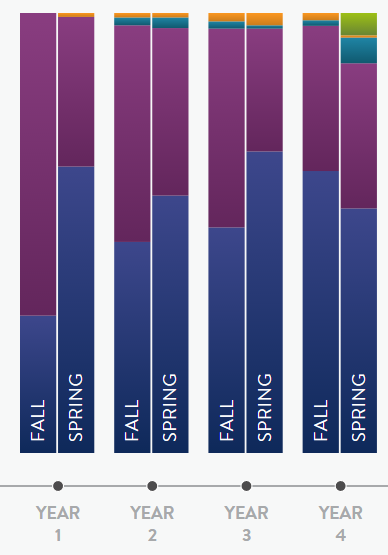 FALL
SPRING
FALL
SPRING
FALL
SPRING
FALL
SPRING
YEAR
1
YEAR
2
YEAR
3
YEAR
4